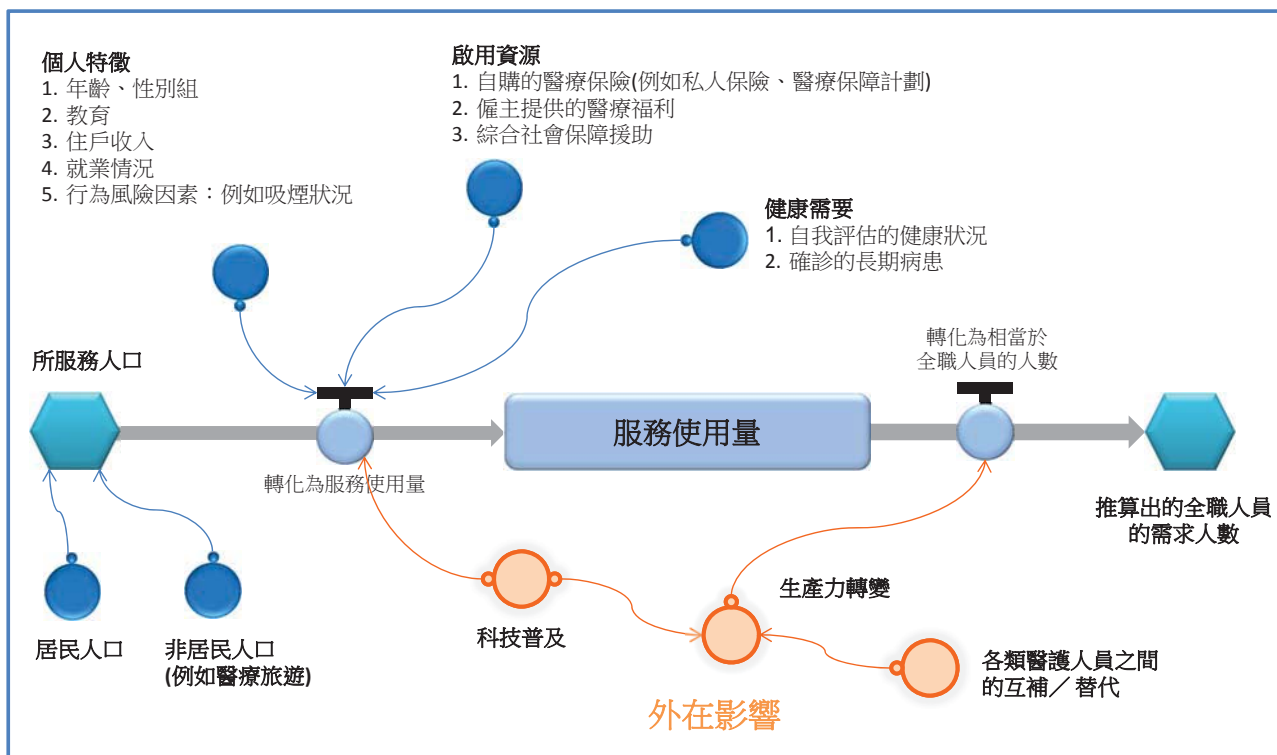 個人特徵
1. 年齡、性別組
2. 教育
3. 住戶收入
4. 就業情況
5. 行為風險因素：例如吸煙狀況
啟用資源
1. 自購的醫療保險(例如私人保險、醫療保障計劃)
2. 僱主提供的醫療福利
3. 綜合社會保障援助
健康需要
1. 自我評估的健康狀況
2. 確診的長期病患
所服務人口
轉化為服務使用量
服務使用量
轉化為相當於
全職人員的人數
推算出的全職人員
的需求人數
居民人口
非居民人口
(例如醫療旅遊)
科技普及
生產力轉變
各類醫護人員之間
的互補／替代
外在影響